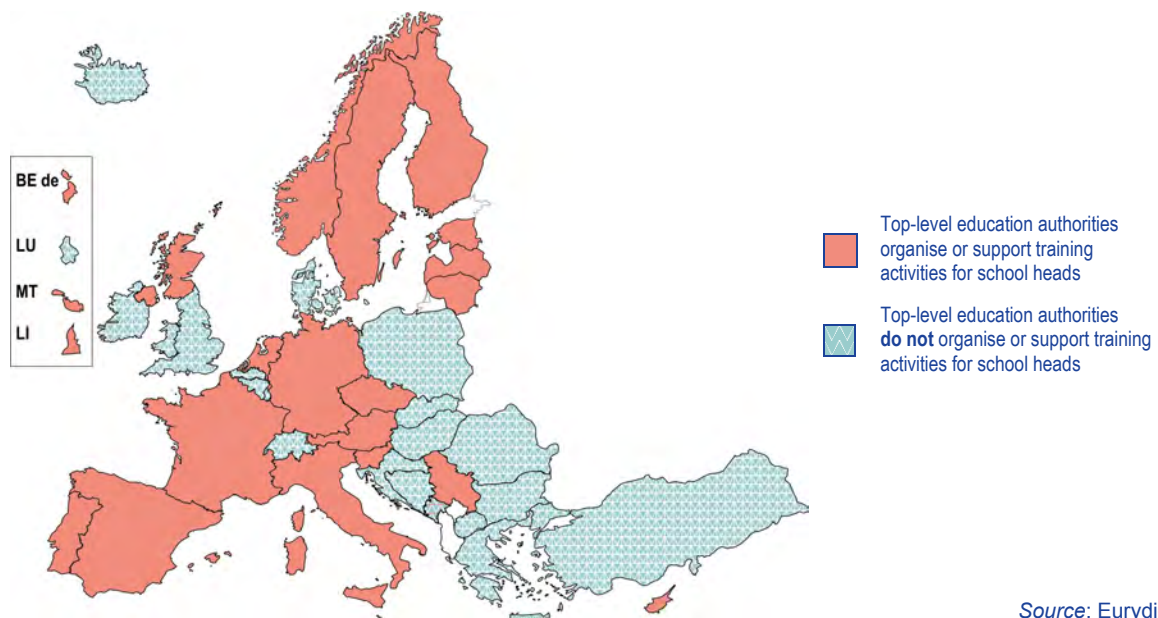 BE de
LU
MT
LI
Top-level education authorities
organise or support training
activities for school heads
Top-level education authorities
do not organise or support training
activities for school heads
Source: Eurydi